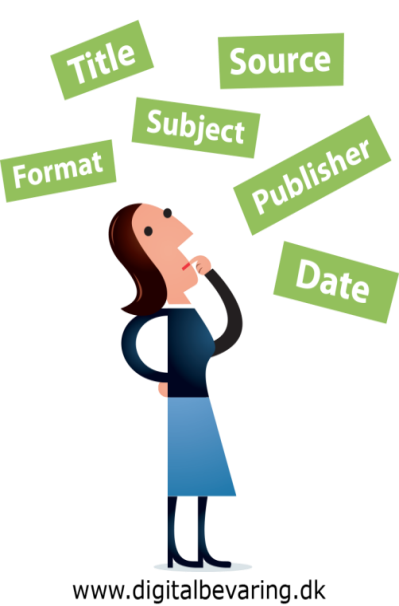 Title
Source
Subject
Format
Publisher
Date
www.digitalbevaring.dk